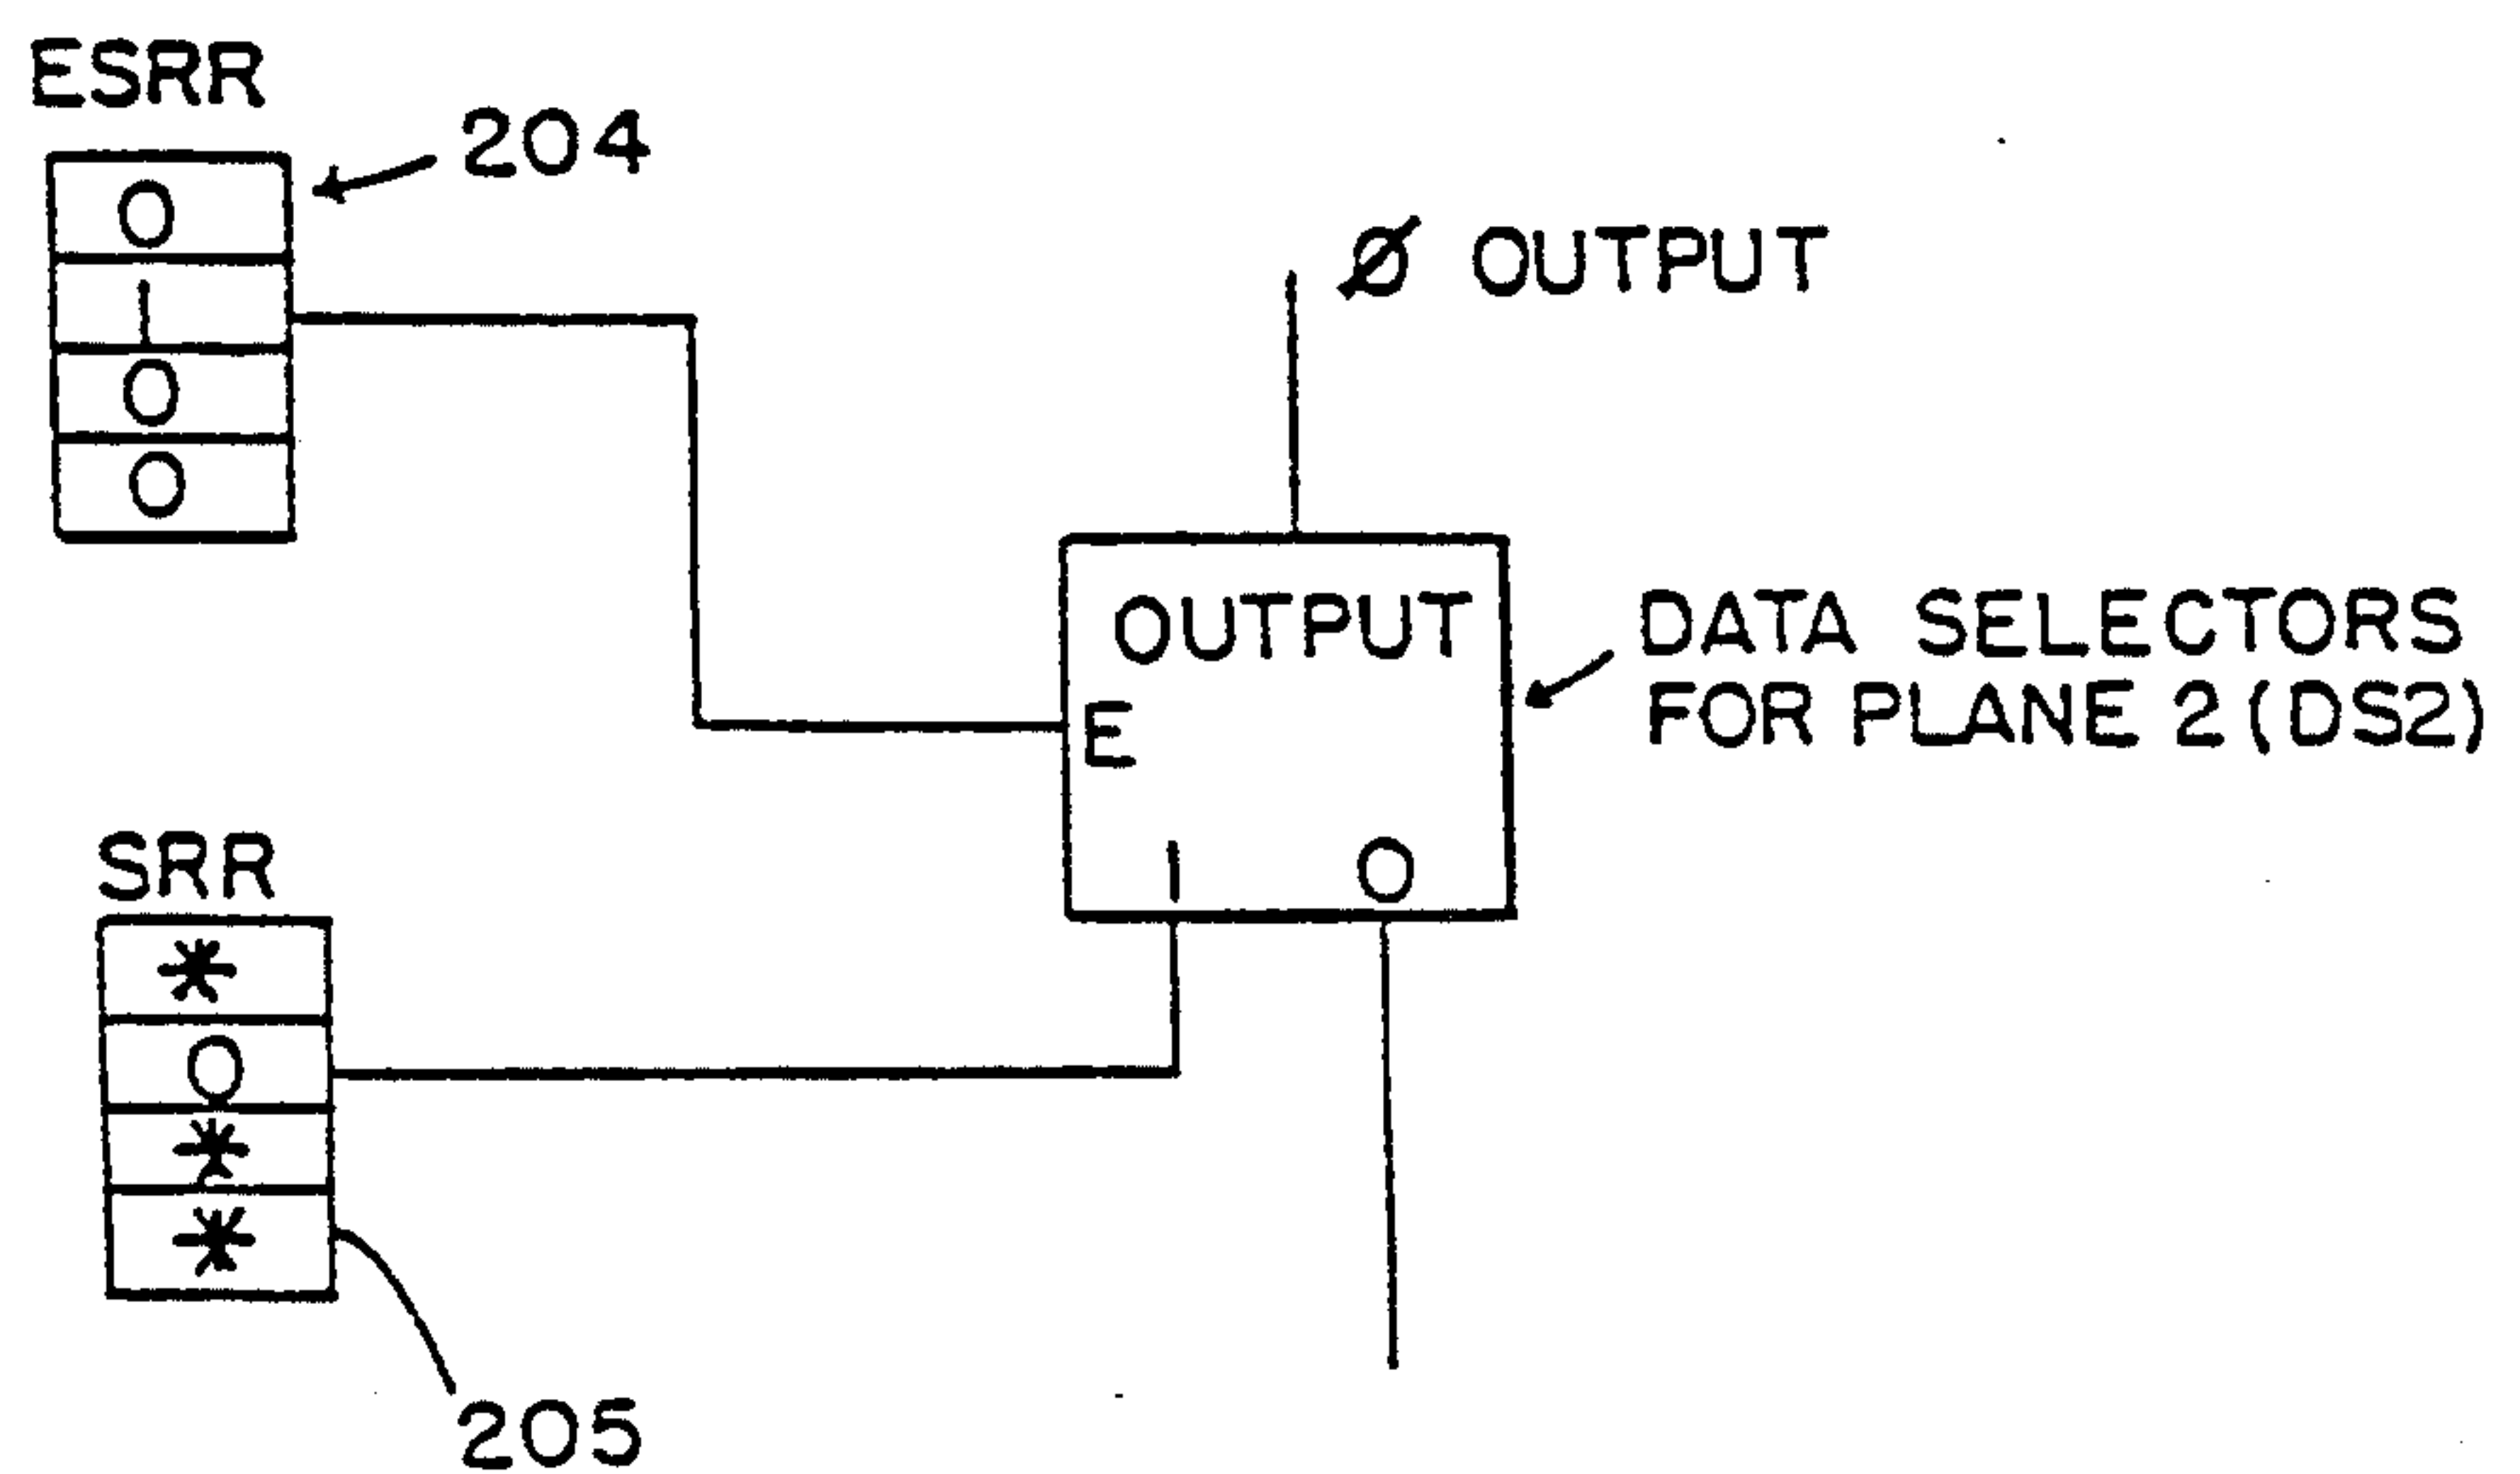 ESRR
204
0
1
0
0
Ø OUTPUT
OUTPUT
E
1 0
DATA SELECTORS
FOR PLANE 2 (DS2)
SRR
*
0
*
*
205